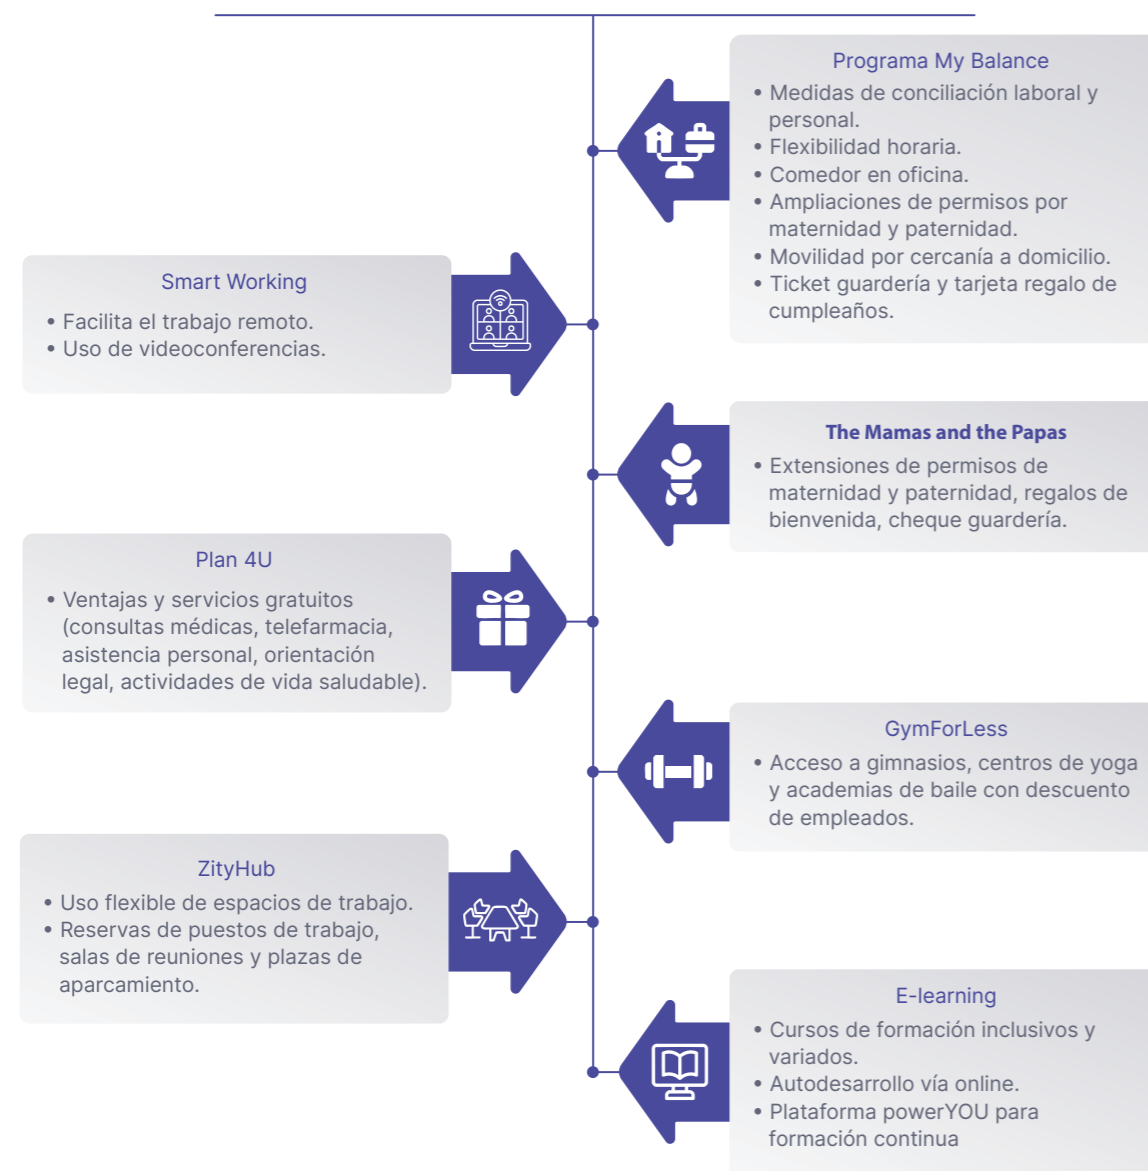 Programa My Balance
• Medidas de conciliación laboral y
personal.
• Flexibilidad horaria.
• Comedor en oficina.
• Ampliaciones de permisos por
maternidad y paternidad.
• Movilidad por cercanía a domicilio.
• Ticket guardería y tarjeta regalo de
cumpleaños.
Smart Working
• Facilita el trabajo remoto.
• Uso de videoconferencias.
The Mamas and the Papas
• Extensiones de permisos de
maternidad y paternidad, regalos de
bienvenida, cheque guardería.
Plan 4U
• Ventajas y servicios gratuitos
(consultas médicas, telefarmacia,
asistencia personal, orientación
legal, actividades de vida saludable).
GymForLess
• Acceso a gimnasios, centros de yoga
y academias de baile con descuento
de empleados.
ZityHub
• Uso flexible de espacios de trabajo.
• Reservas de puestos de trabajo,
salas de reuniones y plazas de
aparcamiento.
E-learning
• Cursos de formación inclusivos y
variados.
• Autodesarrollo vía online.
• Plataforma powerYOU para
formación continua